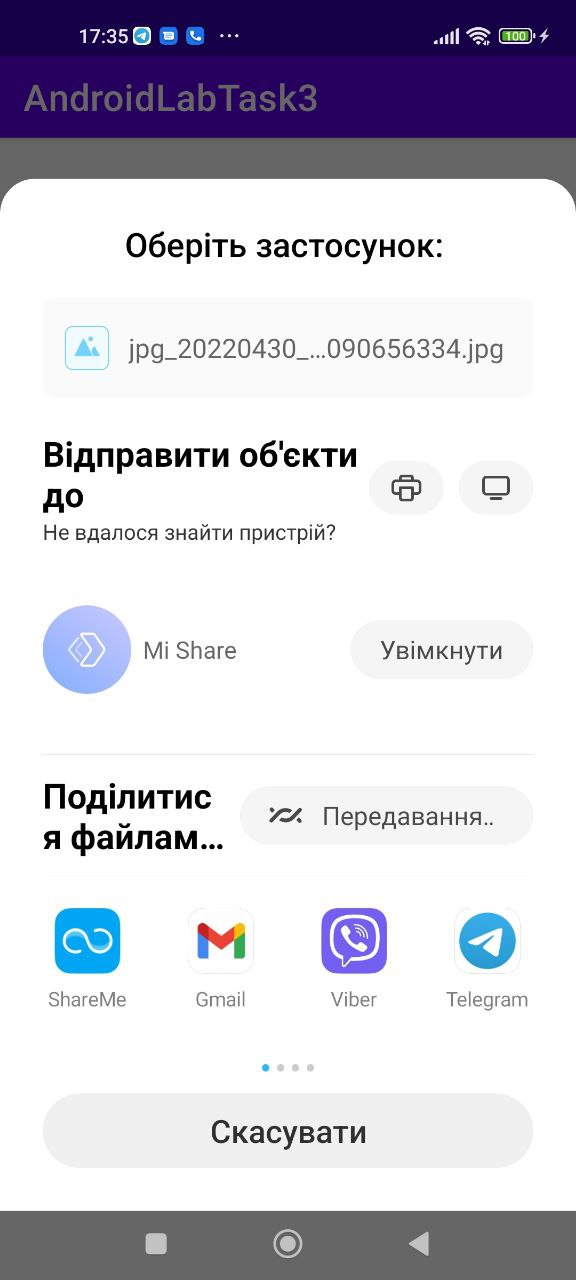 17:35
100
AndroidLabTask3
Оберіть застосунок:
jpg_20220430_...090656334.jpg
Відправити об'єкти
до
Не вдалося знайти пристрій?
Mi Share
Увімкнути
Поділитис
я файлам...
Передавання..
ShareMe
Gmail
Viber
Telegram
Скасувати